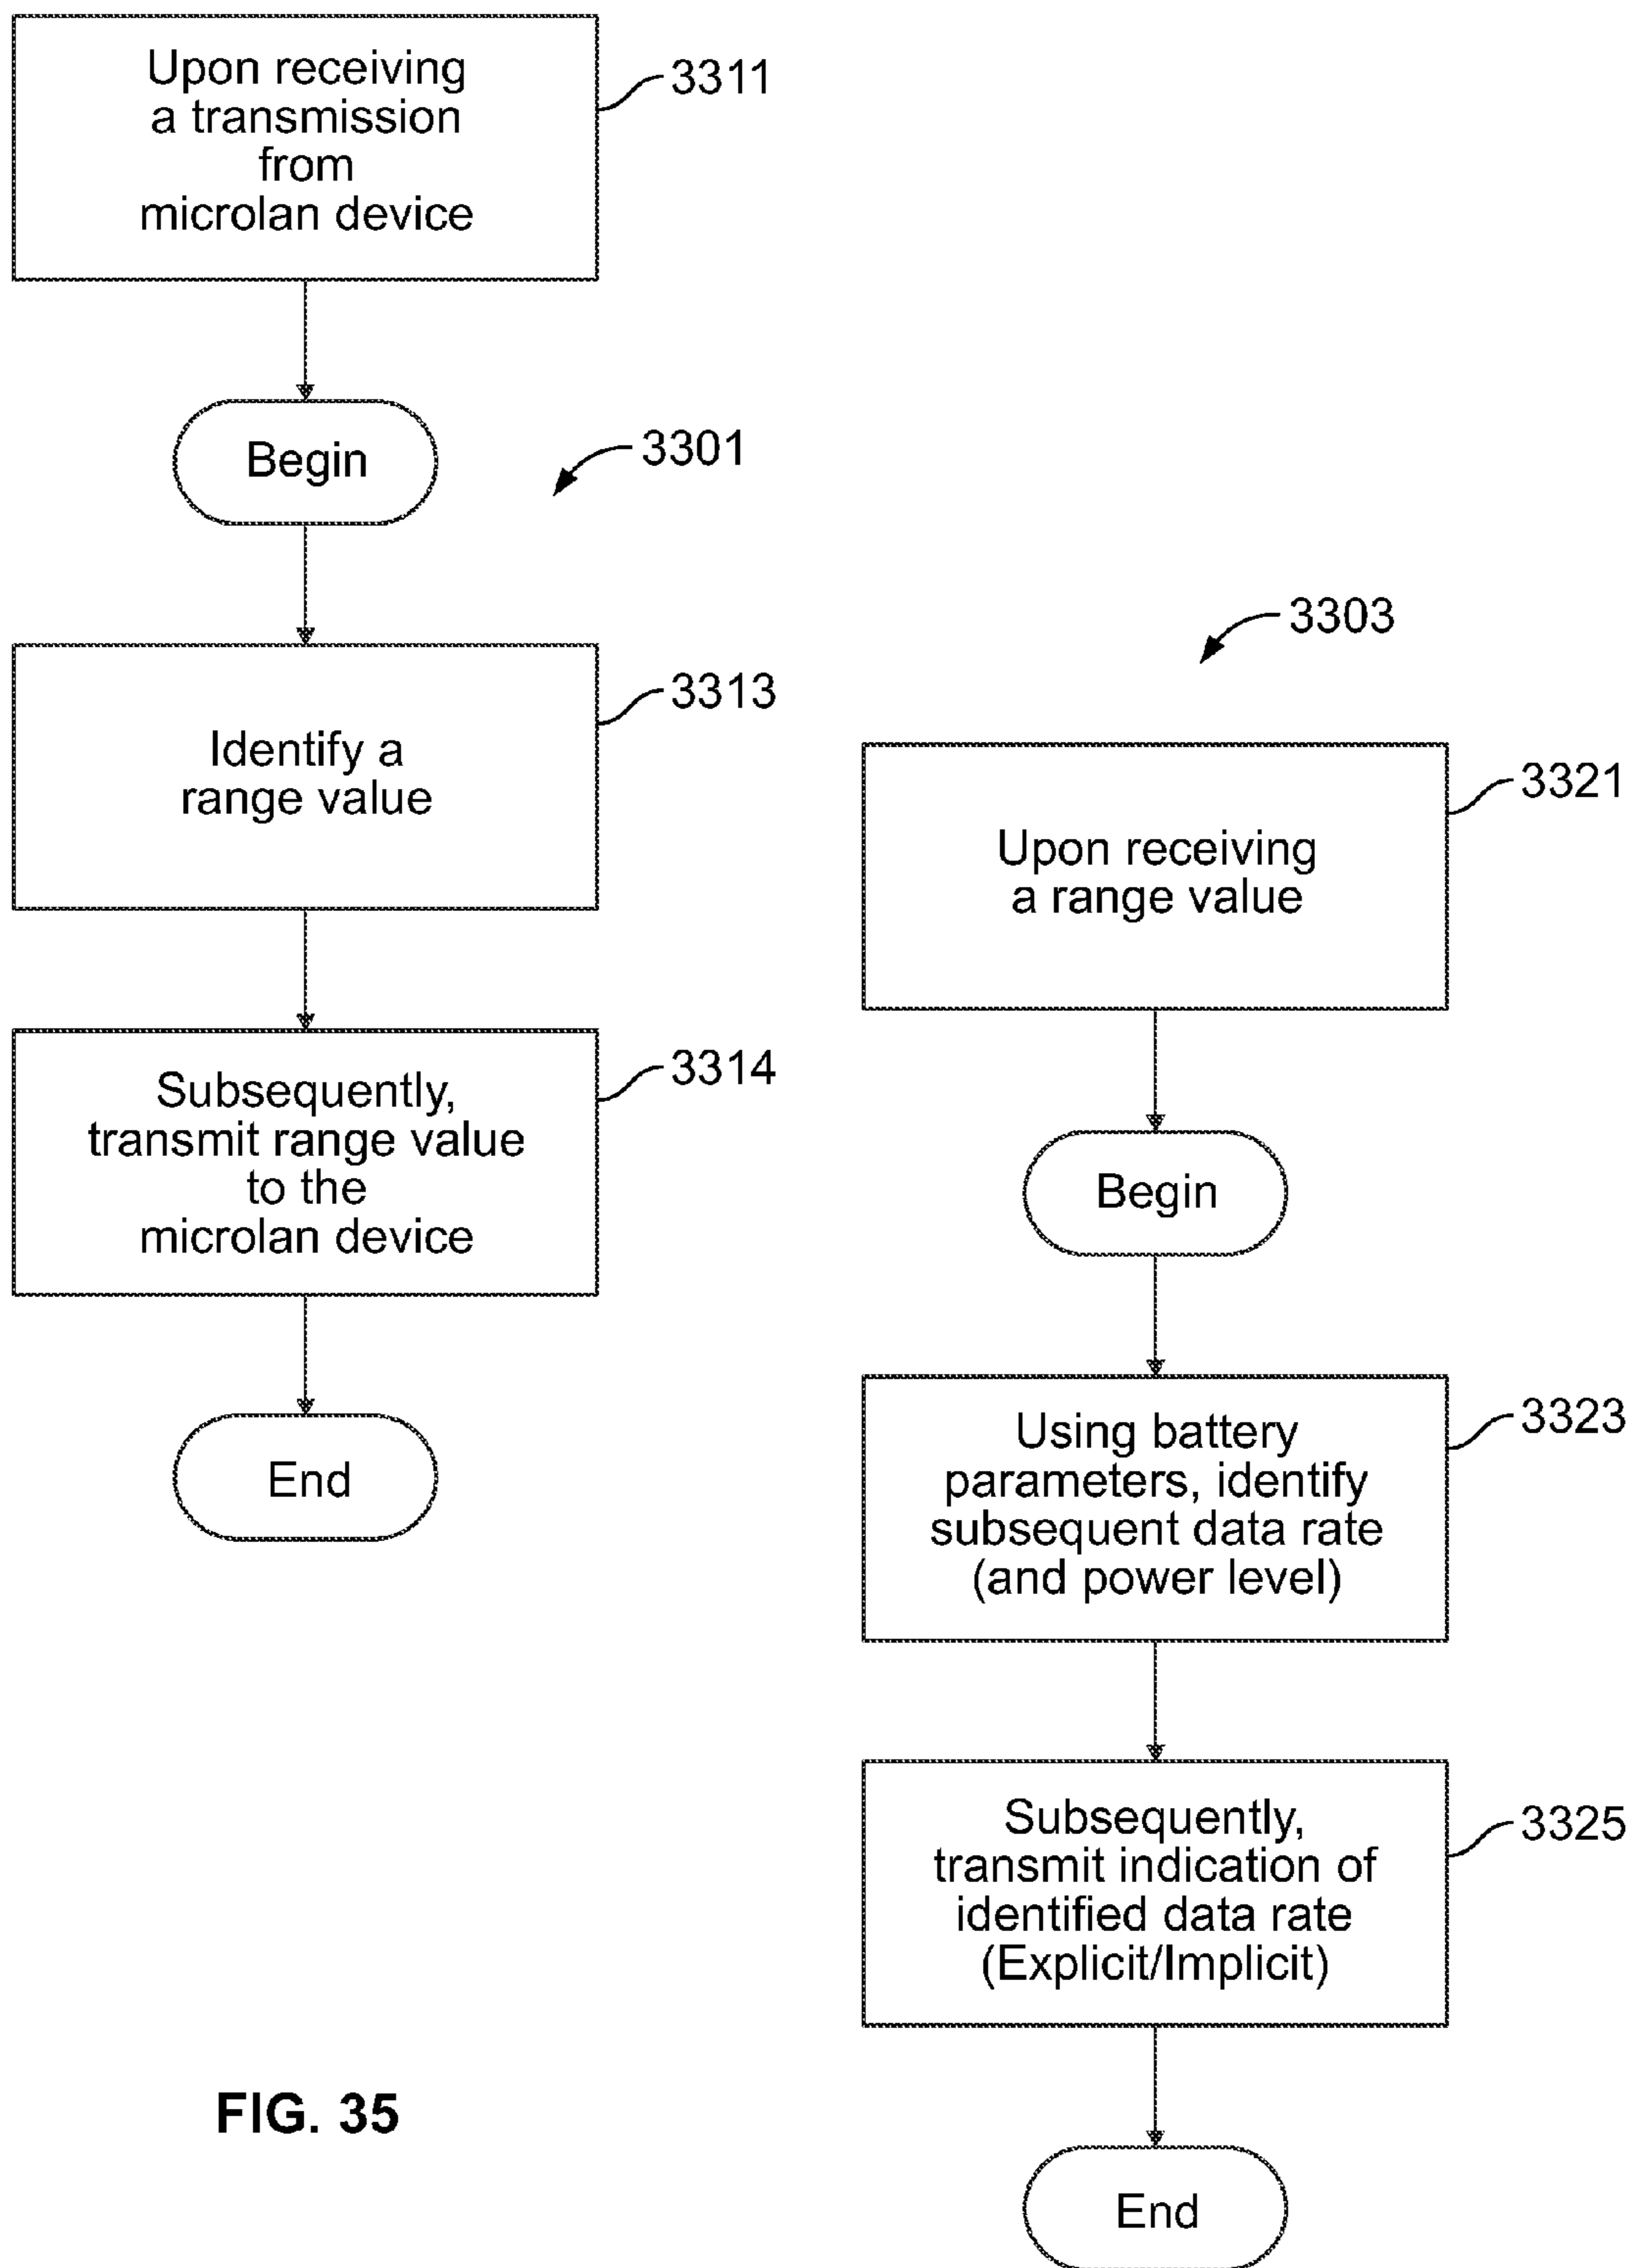 Upon receiving
a transmission
from
microlan device
3311
Begin
3301
Identify a
range value
3313
Subsequently,
transmit range value
to the
microlan device
3314
End
3303
Upon receiving
a range value
3321
Begin
Using battery
parameters, identify
subsequent data rate
(and power level)
3323
Subsequently,
transmit indication of
identified data rate
(Explicit/Implicit)
3325
End
FIG. 35